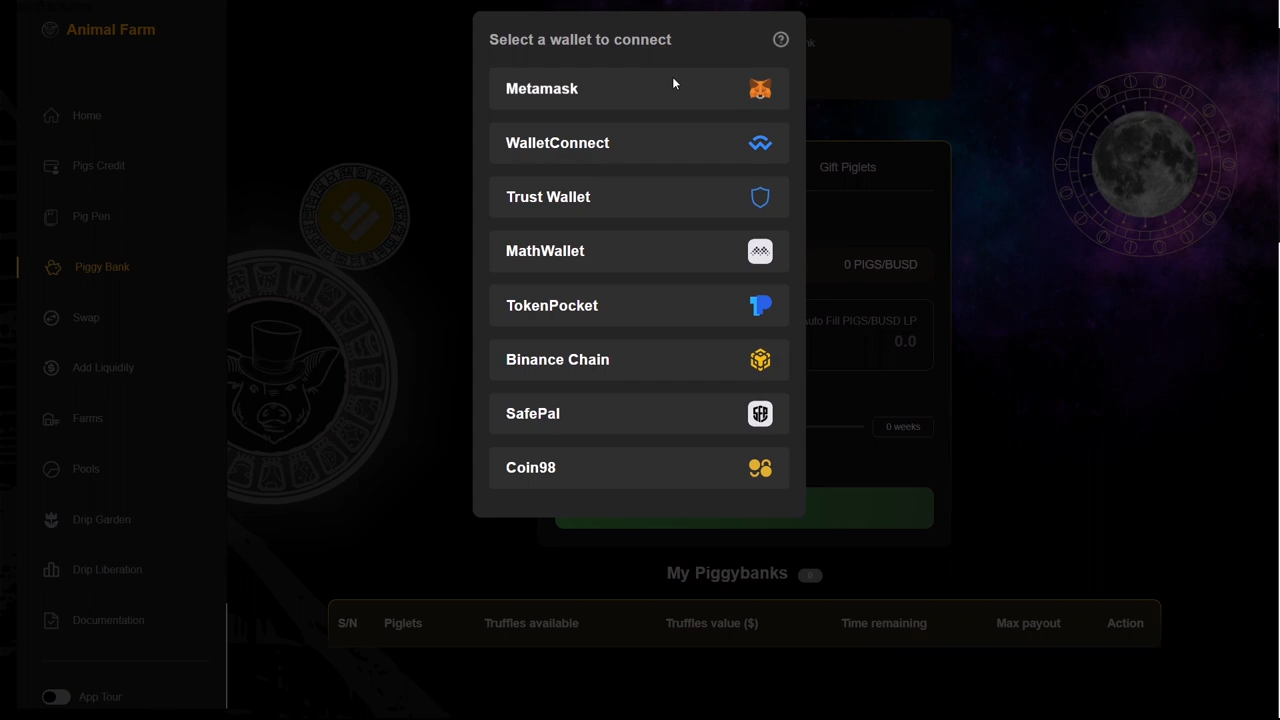 Animal Farm
Home
Pigs Credit
Pig Pen
Piggy Bank
Swap
Add Liquidity
Farms
Pools
Drip Garden
Drip Liberation
Documentation
App Tour
Select a wallet to connect
Metamask
WalletConnect
Trust Wallet
MathWallet
TokenPocket
Binance Chain
SafePal
Coin98
Gift Piglets
0 PIGS/BUSD
Auto Fill PIGS/BUSD LP
0.0
0 weeks
My Piggybanks 0
S/N Piglets Truffles available Truffles value ($) Time remaining Max payout Action